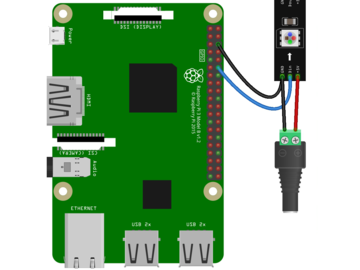 DSI (DISPLAY)
Power
HDMI
GPIO
Raspberry Pi 3 Model B v1.2
© Raspberry Pi 2015
CSI (CAMERA)
Audio
ETHERNET
USB 2x
USB 2x